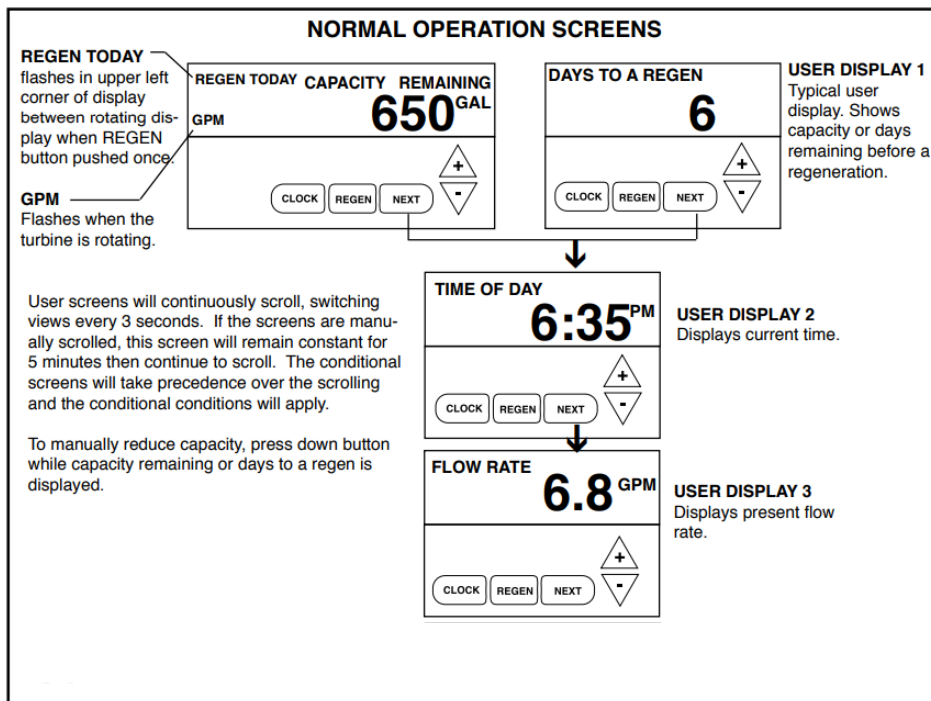 NORMAL OPERATION SCREENS
REGEN TODAY
flashes in upper left
corner of display
between rotating dis-
play when REGEN
button pushed once.
GPM
Flashes when the
turbine is rotating.
REGEN TODAY CAPACITY REMAINING
650 GAL
GPM
CLOCK REGEN NEXT
+
-
DAYS TO A REGEN
6
CLOCK REGEN NEXT
+
-
USER DISPLAY 1
Typical user
display. Shows
capacity or days
remaining before a
regeneration.
User screens will continuously scroll, switching
views every 3 seconds. If the screens are manu-
ally scrolled, this screen will remain constant for
5 minutes then continue to scroll. The conditional
screens will take precedence over the scrolling
and the conditional conditions will apply.
To manually reduce capacity, press down button
while capacity remaining or days to a regen is
displayed.
TIME OF DAY
6:35 PM
CLOCK REGEN NEXT
+
-
USER DISPLAY 2
Displays current time.
FLOW RATE
6.8 GPM
CLOCK REGEN NEXT
+
-
USER DISPLAY 3
Displays present flow
rate.